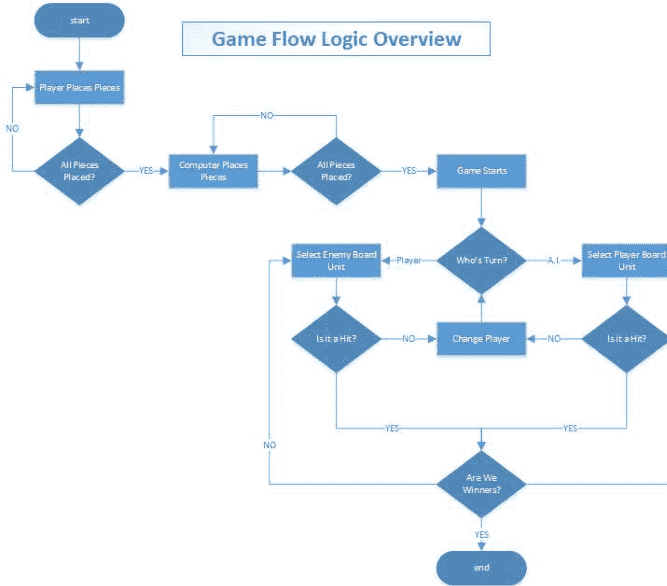 start
Game Flow Logic Overview
Player Places Pieces
NO
NO
All Pieces
Placed?
YES
Computer Places
Pieces
All Pieces
Placed?
YES
Game Starts
Select Enemy Board
Unit
Player
Who's Turn?
A.I.
Select Player Board
Unit
Is it a Hit?
NO
Change Player
NO
Is it a Hit?
YES
YES
NO
Are We
Winners?
YES
end